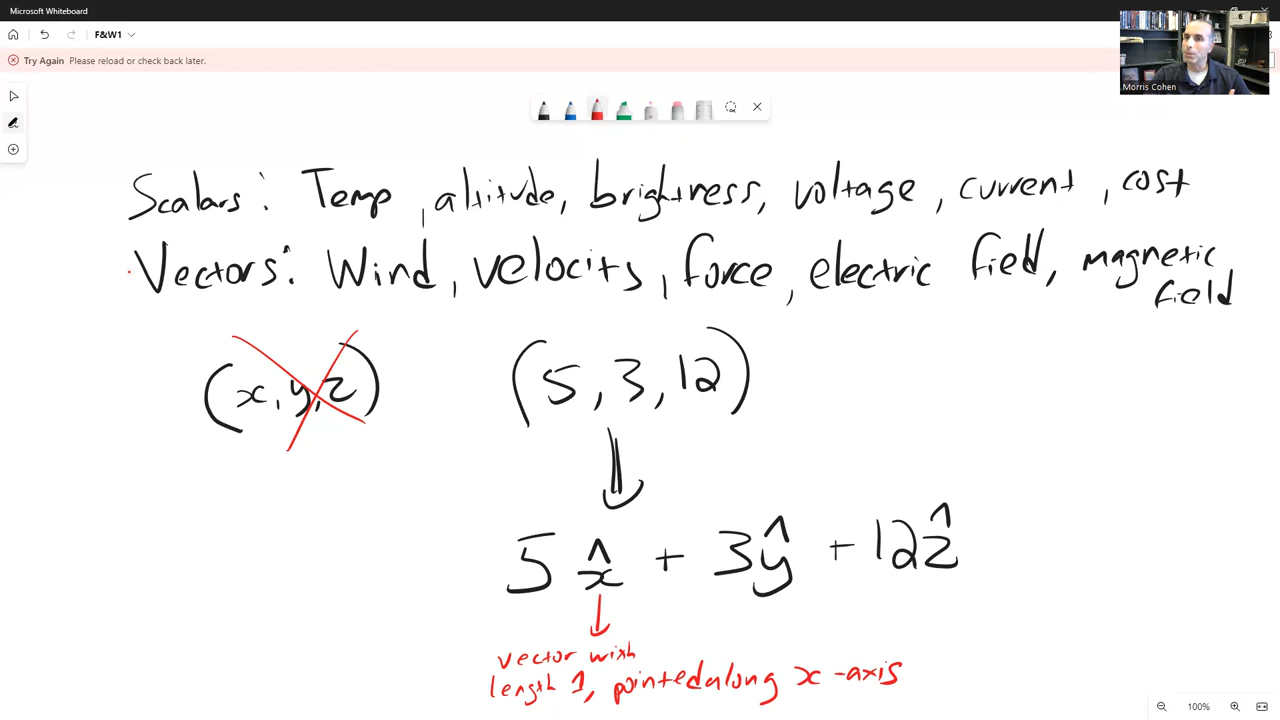 Microsoft Whiteboard
F&W1
Try Again Please reload or check back later.
Morris Cohen
Scalars: Temp, altitude, brightness, voltage, current, cost
Vectors: Wind, velocity, force, electric field, magnetic
field
(x, y, z) (5, 3, 12)
⇓
5 x̂ + 3ŷ + 12ẑ
↓
vector with
length 1, pointed along x-axis
100%